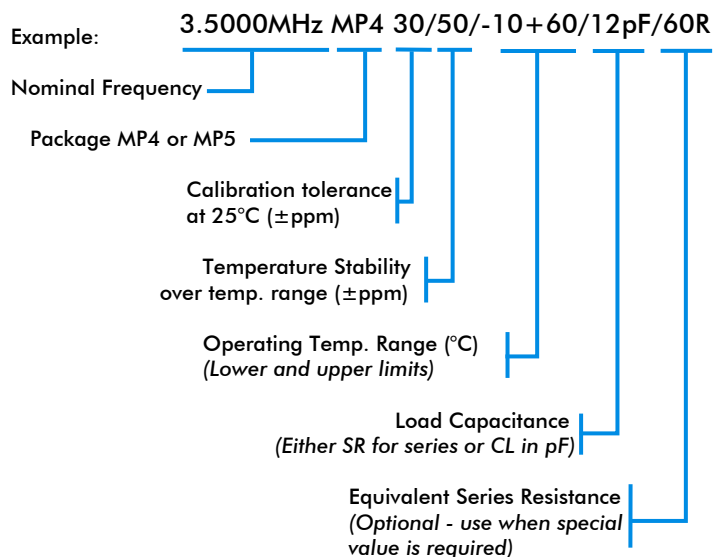 Example: 3.5000MHz MP4 30/50/-10+60/12pF/60R
Nominal Frequency
Package MP4 or MP5
Calibration tolerance
at 25°C (±ppm)
Temperature Stability
over temp. range (±ppm)
Operating Temp. Range (°C)
(Lower and upper limits)
Load Capacitance
(Either SR for series or CL in pF)
Equivalent Series Resistance
(Optional - use when special
value is required)